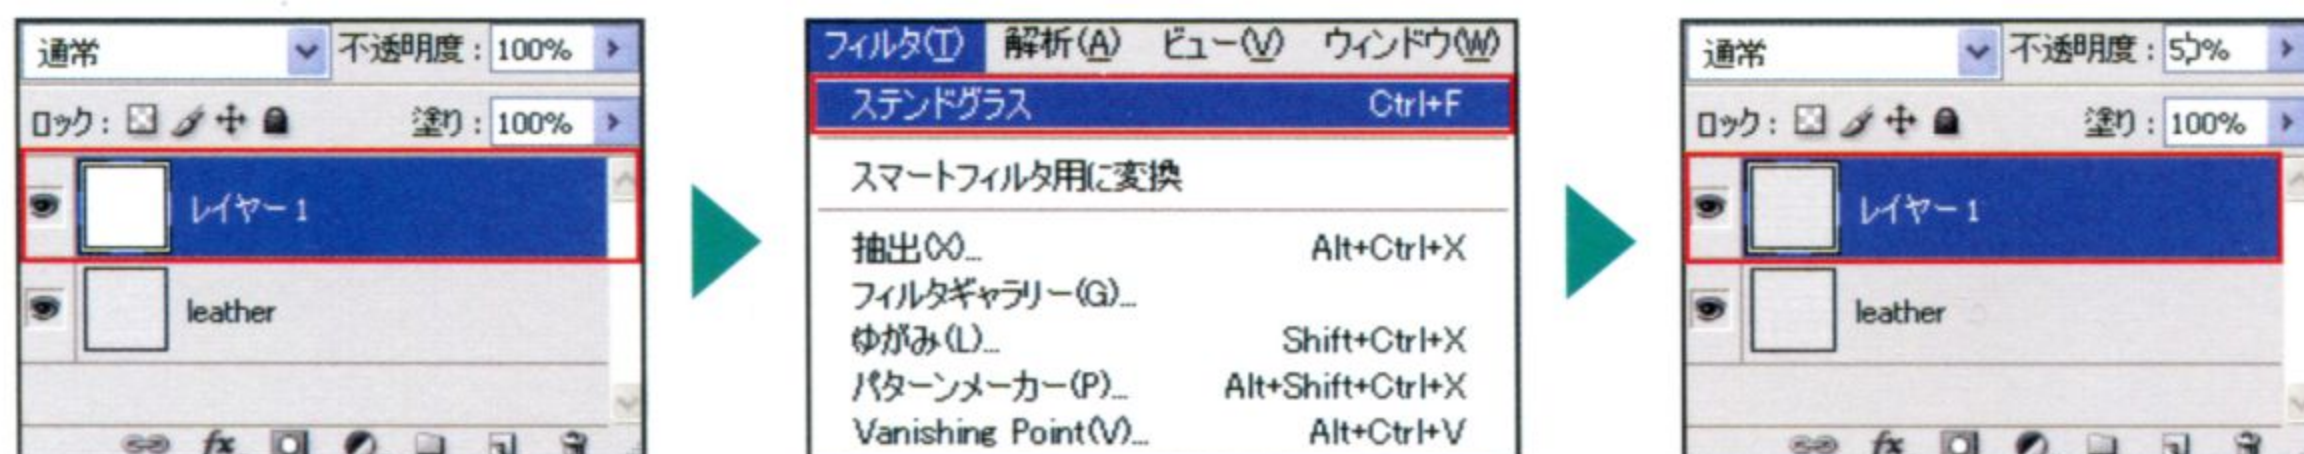 通常 不透明度: 100%
ロック: 塗り: 100%
レイヤー 1
leather
fx
フィルタ(T) 解析(A) ビュー(V) ウィンドウ(W)
ステンドグラス Ctrl+F
スマートフィルタ用に変換
抽出(X)... Alt+Ctrl+X
フィルタギャラリー(G)...
ゆがみ(L)... Shift+Ctrl+X
パターンメーカー(P)... Alt+Shift+Ctrl+X
Vanishing Point(V)... Alt+Ctrl+V
通常 不透明度: 50%
ロック: 塗り: 100%
レイヤー 1
leather
fx